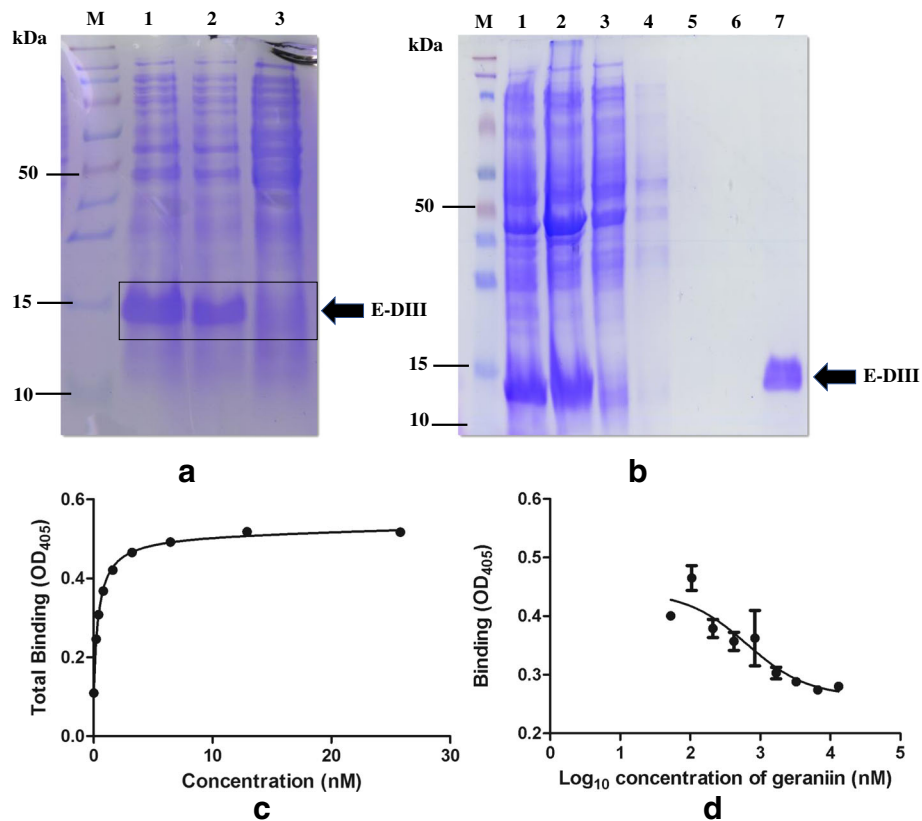 M 1 2 3
kDa
50
15
10
E-DIII
a
M 1 2 3 4 5 6 7
kDa
50
15
10
E-DIII
b
0.6
0.4
0.2
0.0
0 10 20 30
Total Binding (OD405)
Concentration (nM)
c
0.6
0.5
0.4
0.3
0.2
0 1 2 3 4 5
Binding (OD405)
Log10 concentration of geraniin (nM)
d